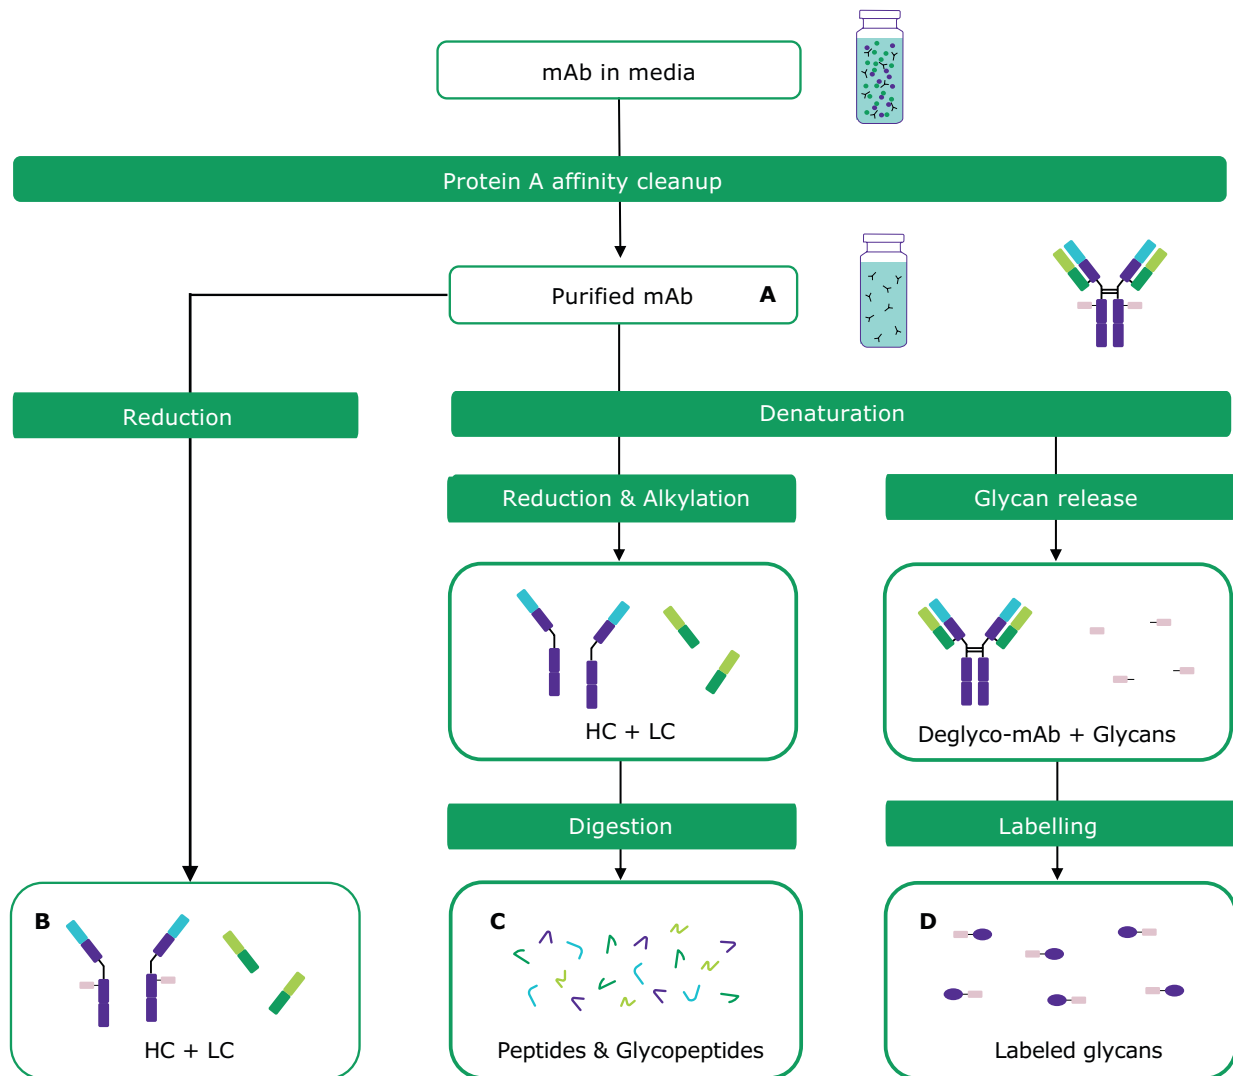 mAb in media
Protein A affinity cleanup
Purified mAb A
Reduction
Denaturation
Reduction & Alkylation
Glycan release
HC + LC
Deglyco-mAb + Glycans
Digestion
Labelling
B
C
D
HC + LC
Peptides & Glycopeptides
Labeled glycans